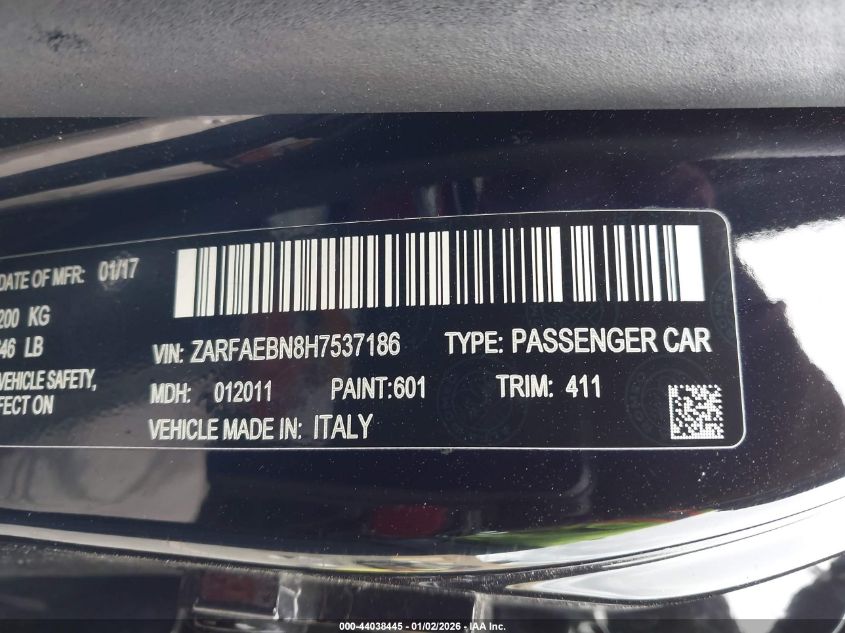 DATE OF MFR: 01/17
200 KG
46 LB
VIN: ZARFAEBN8H7537186 TYPE: PASSENGER CAR
VEHICLE SAFETY,
MDH: 012011 PAINT:601 TRIM: 411
FECT ON
VEHICLE MADE IN: ITALY
000-44038445 - 01/02/2026 - IAA Inc.